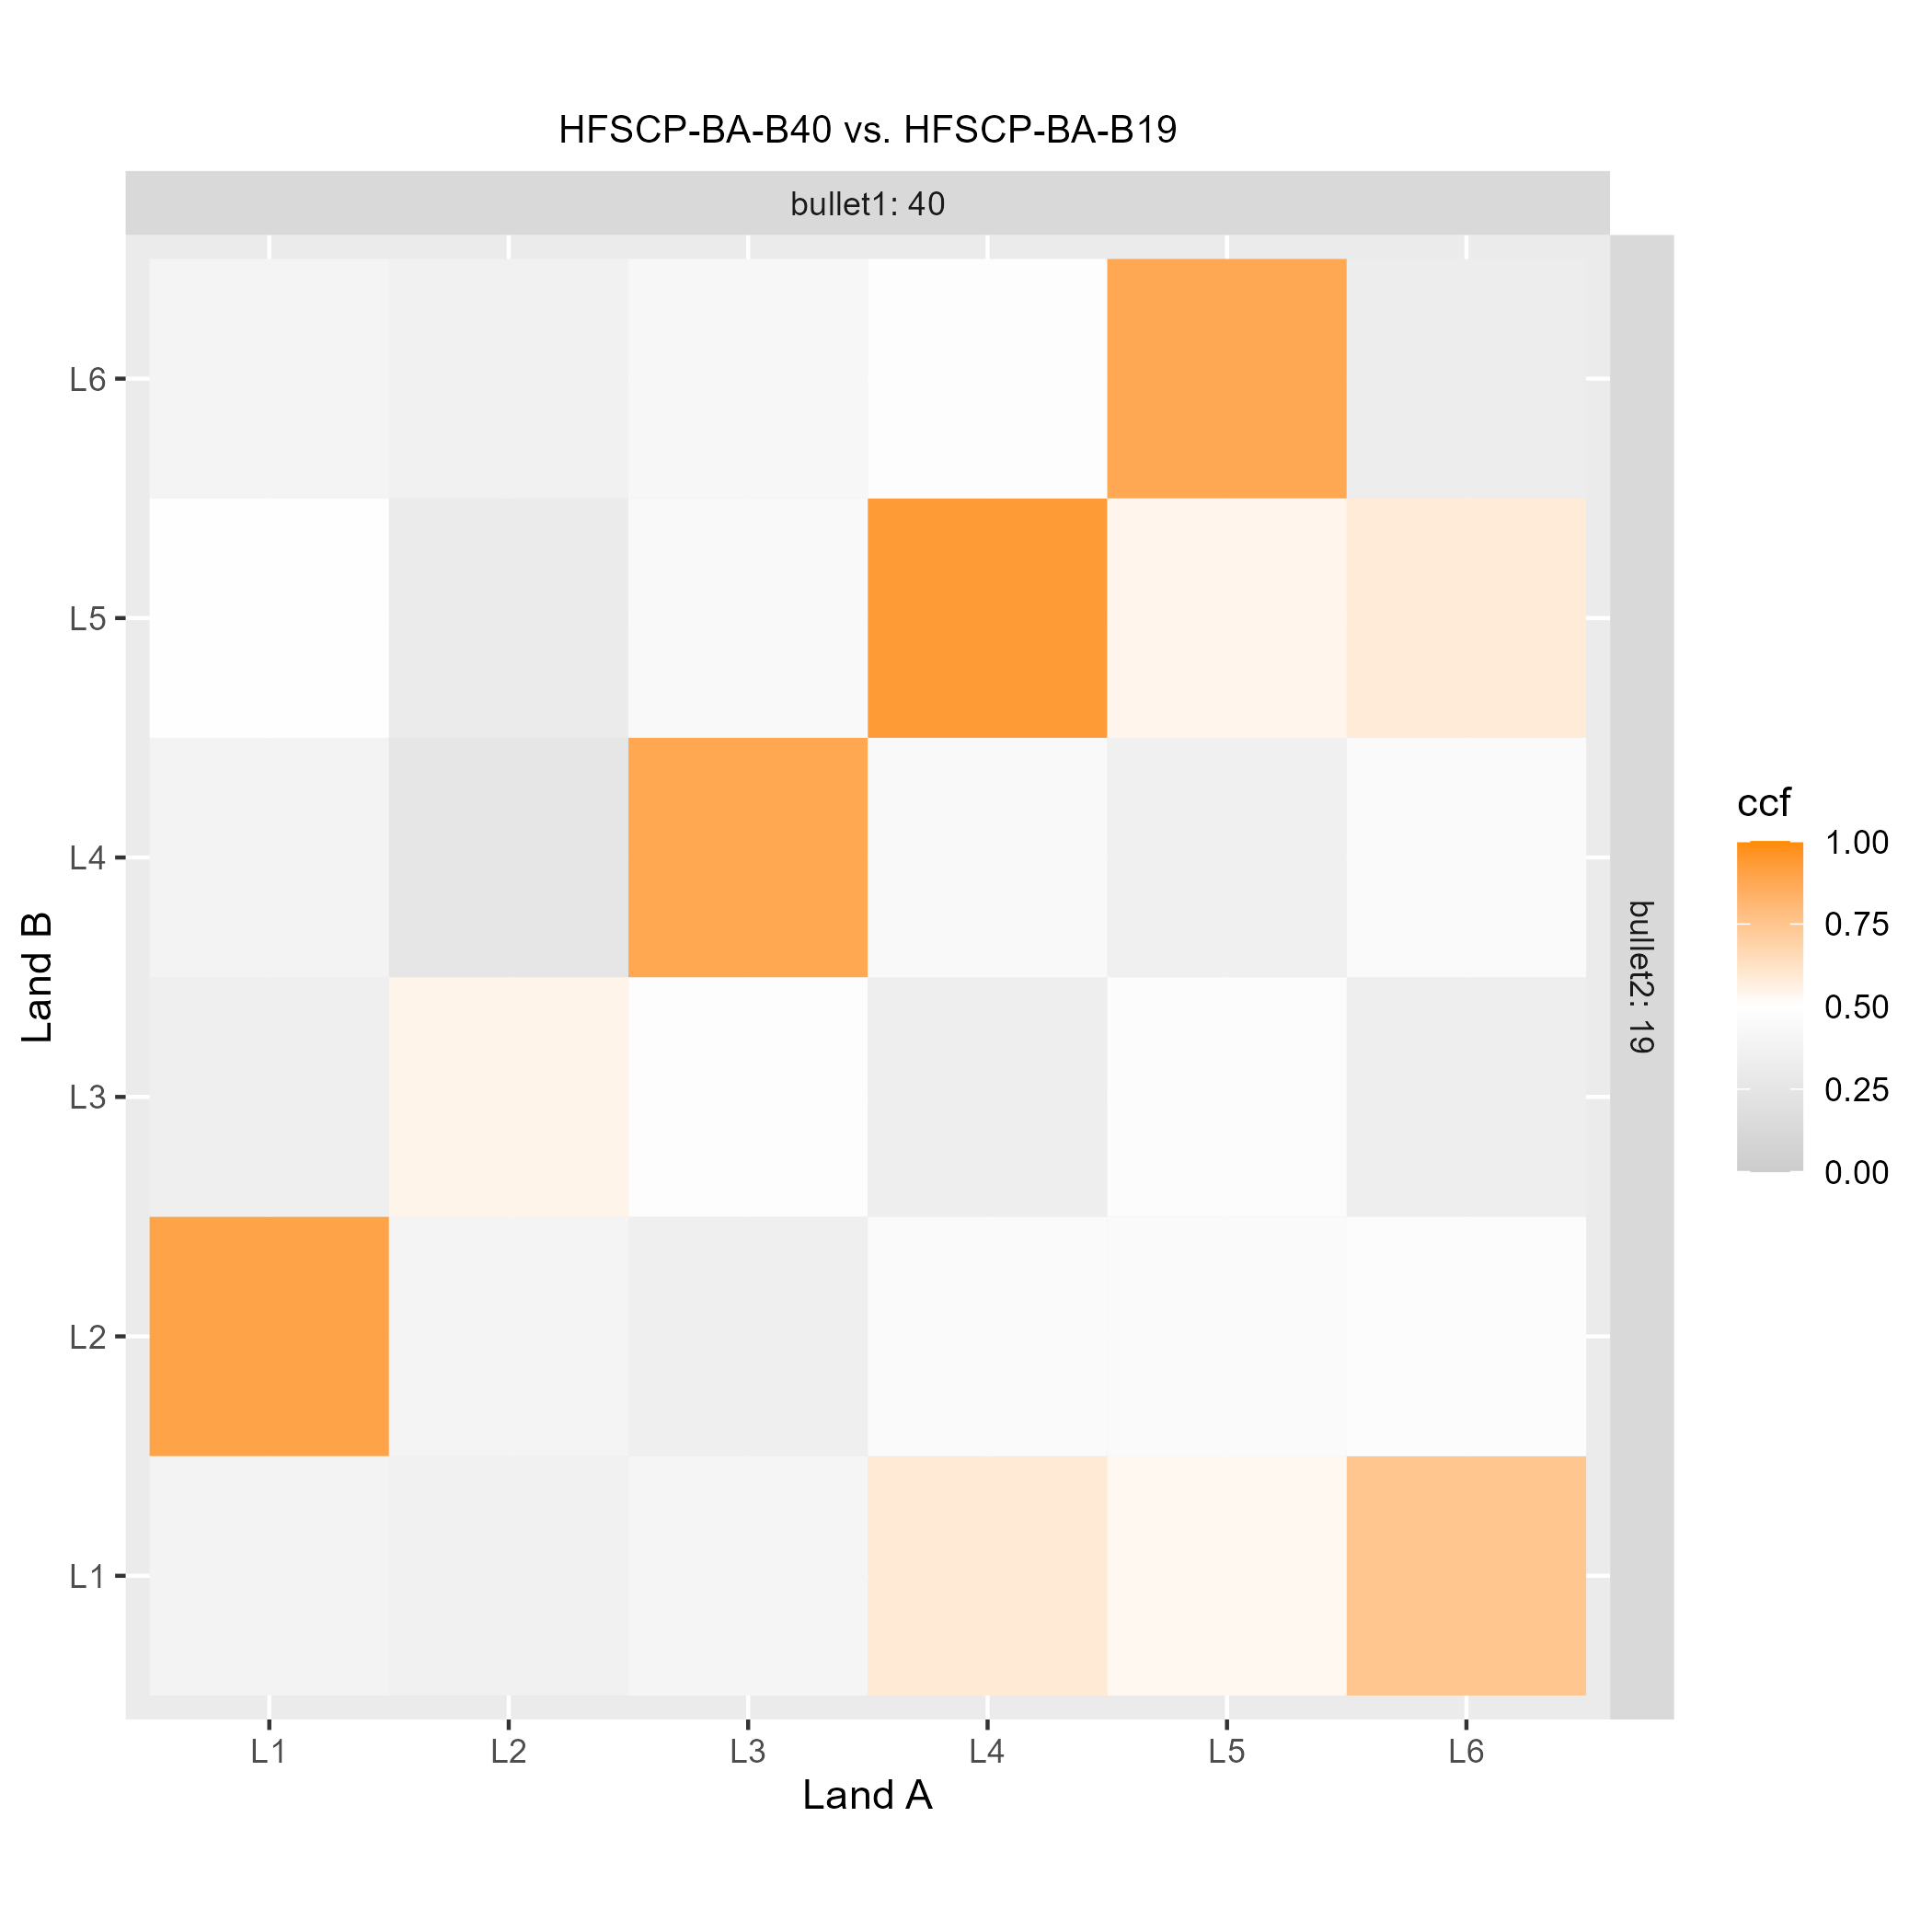 HFSCP-BA-B40 vs. HFSCP-BA-B19
bullet1: 40
L6
L5
L4
L3
L2
L1
Land B
bullet2: 19
L1 L2 L3 L4 L5 L6
Land A
ccf
1.00
0.75
0.50
0.25
0.00